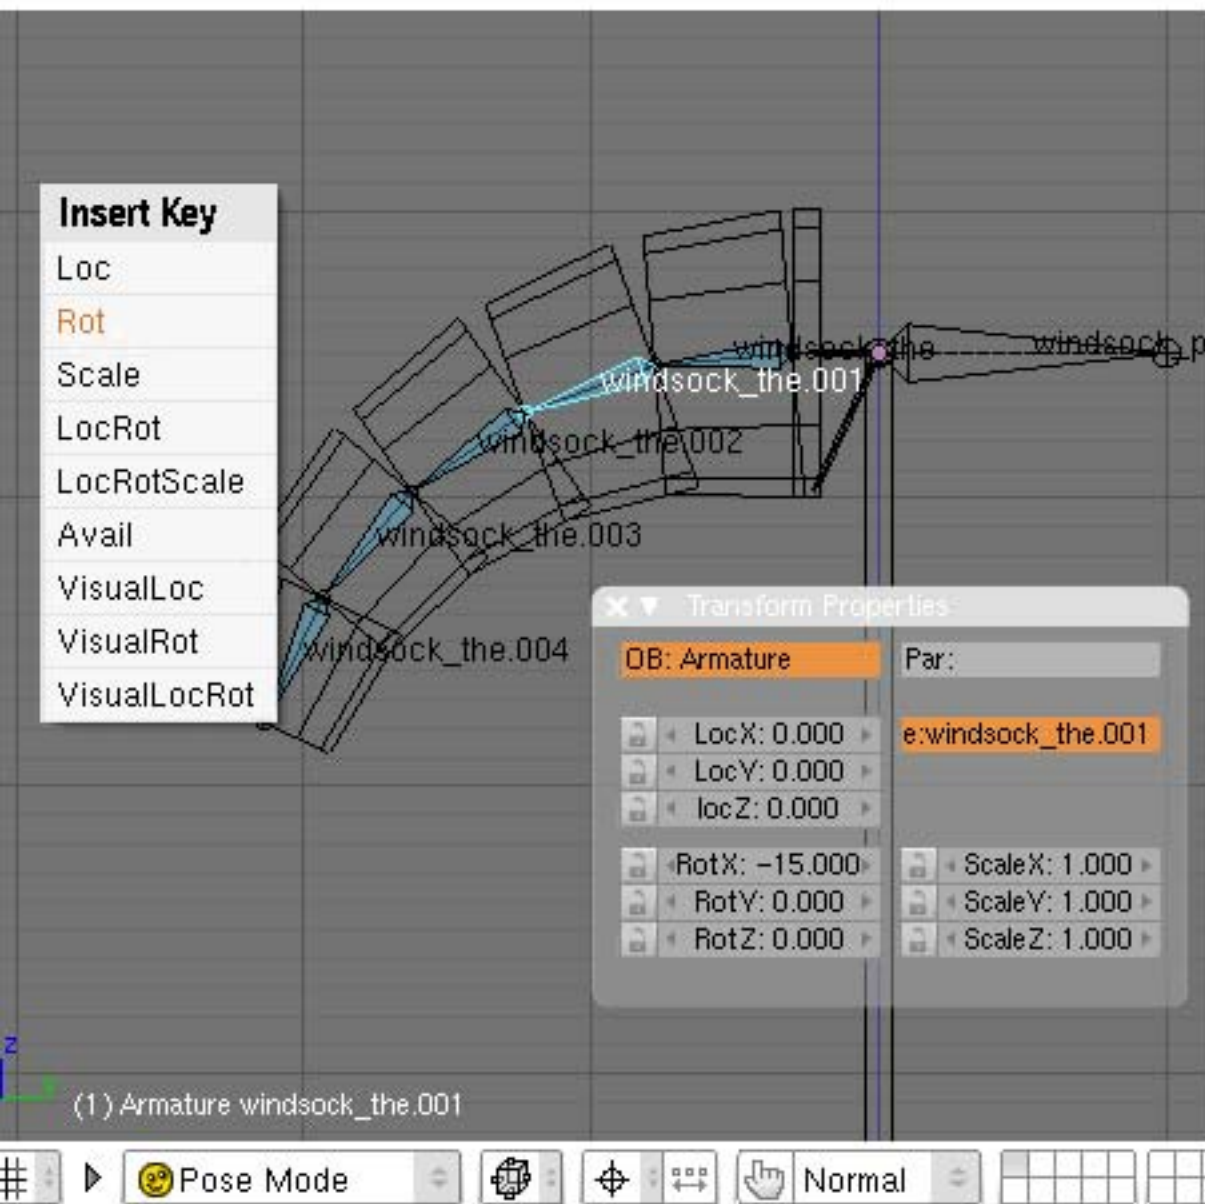 Insert Key
Loc
Rot
Scale
LocRot
LocRotScale
Avail
VisualLoc
VisualRot
VisualLocRot
windsock_the
windsock_p
windsock_the.001
windsock_the.002
windsock_the.003
windsock_the.004
Transform Properties
OB: Armature
Par:
LocX: 0.000
e:windsock_the.001
LocY: 0.000
locZ: 0.000
RotX: -15.000
ScaleX: 1.000
RotY: 0.000
ScaleY: 1.000
RotZ: 0.000
ScaleZ: 1.000
z
(1) Armature windsock_the.001
Pose Mode
Normal